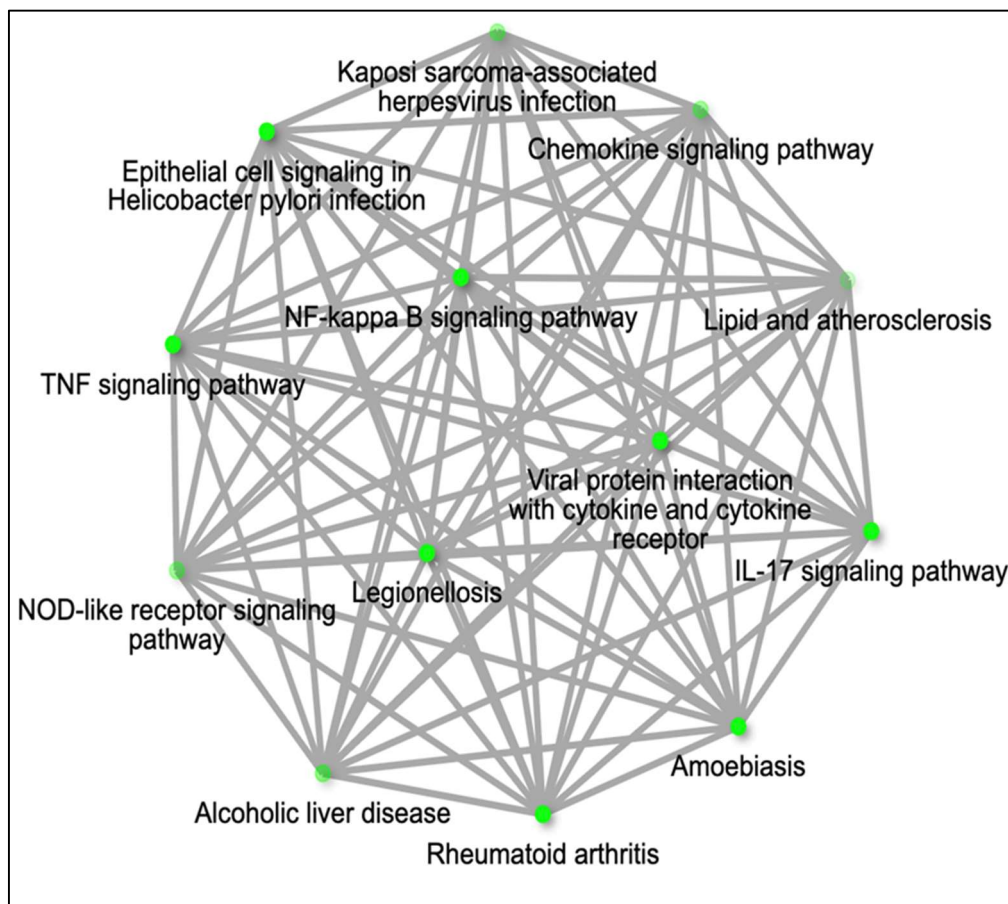 Kaposi sarcoma-associated
herpesvirus infection
Chemokine signaling pathway
Epithelial cell signaling in
Helicobacter pylori infection
NF-kappa B signaling pathway
Lipid and atherosclerosis
TNF signaling pathway
Viral protein interaction
with cytokine and cytokine
receptor
IL-17 signaling pathway
Legionellosis
NOD-like receptor signaling
pathway
Amoebiasis
Alcoholic liver disease
Rheumatoid arthritis